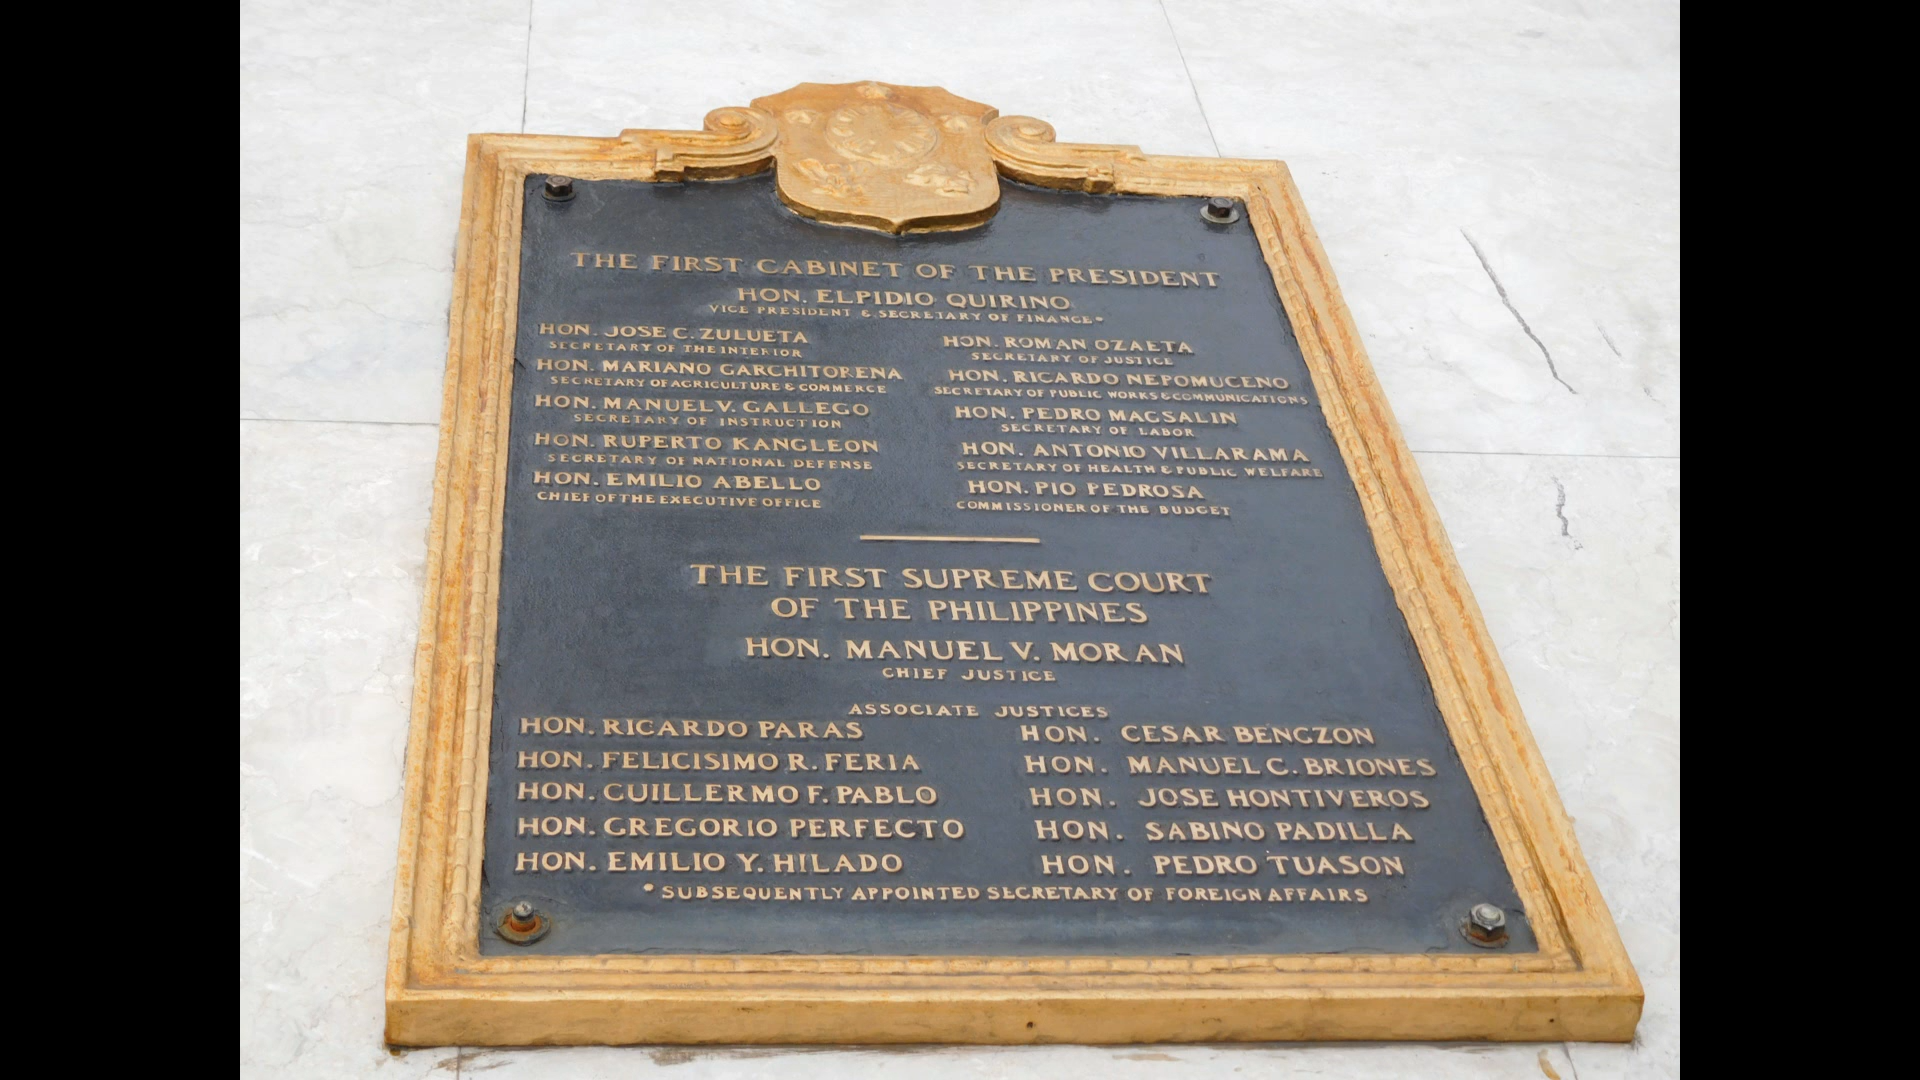 THE FIRST CABINET OF THE PRESIDENT
HON. ELPIDIO QUIRINO
VICE PRESIDENT & SECRETARY OF FINANCE*
HON. JOSE C. ZULUETA
SECRETARY OF THE INTERIOR
HON. MARIANO GARCHITORENA
SECRETARY OF AGRICULTURE & COMMERCE
HON. MANUEL V. GALLEGO
SECRETARY OF INSTRUCTION
HON. RUPERTO KANGLEON
SECRETARY OF NATIONAL DEFENSE
HON. EMILIO ABELLO
CHIEF OF THE EXECUTIVE OFFICE
HON. ROMAN OZAETA
SECRETARY OF JUSTICE
HON. RICARDO NEPOMUCENO
SECRETARY OF PUBLIC WORKS & COMMUNICATIONS
HON. PEDRO MAGSALIN
SECRETARY OF LABOR
HON. ANTONIO VILLARAMA
SECRETARY OF HEALTH & PUBLIC WELFARE
HON. PIO PEDROSA
COMMISSIONER OF THE BUDGET
THE FIRST SUPREME COURT
OF THE PHILIPPINES
HON. MANUEL V. MORAN
CHIEF JUSTICE
ASSOCIATE JUSTICES
HON. RICARDO PARAS
HON. FELICISIMO R. FERIA
HON. GUILLERMO F. PABLO
HON. GREGORIO PERFECTO
HON. EMILIO Y. HILADO
HON. CESAR BENGZON
HON. MANUEL C. BRIONES
HON. JOSE HONTIVEROS
HON. SABINO PADILLA
HON. PEDRO TUASON
*SUBSEQUENTLY APPOINTED SECRETARY OF FOREIGN AFFAIRS